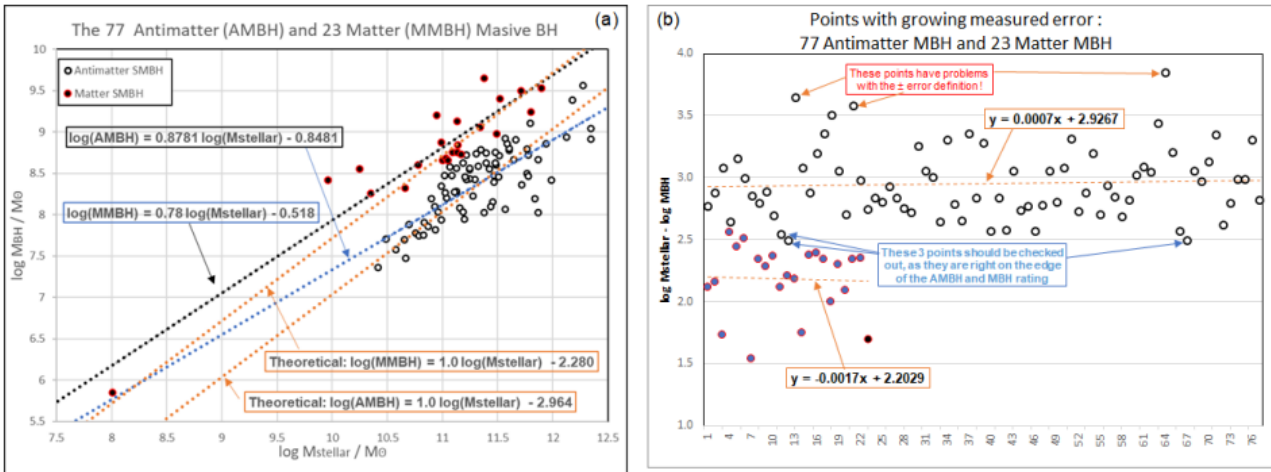 The 77 Antimatter (AMBH) and 23 Matter (MMBH) Masive BH
(a)
10
9.5
9
8.5
8
7.5
7
6.5
6
5.5
log MBH / MΘ
Antimatter SMBH
Matter SMBH
log(AMBH) = 0.8781 log(Mstellar) - 0.8481
log(MMBH) = 0.78 log(Mstellar) - 0.518
Theoretical: log(MMBH) = 1.0 log(Mstellar) - 2.280
Theoretical: log(AMBH) = 1.0 log(Mstellar) - 2.964
7.5 8 8.5 9 9.5 10 10.5 11 11.5 12 12.5
log Mstellar / MΘ
(b)
Points with growing measured error :
77 Antimatter MBH and 23 Matter MBH
4.0
3.5
3.0
2.5
2.0
1.5
1.0
log Mstellar - log MBH
These points have problems
with the ± error definition!
y = 0.0007x + 2.9267
These 3 points should be checked
out, as they are right on the edge
of the AMBH and MBH rating
y = -0.0017x + 2.2029
1 4 7 10 13 16 19 22 25 28 31 34 37 40 43 46 49 52 55 58 61 64 67 70 73 76